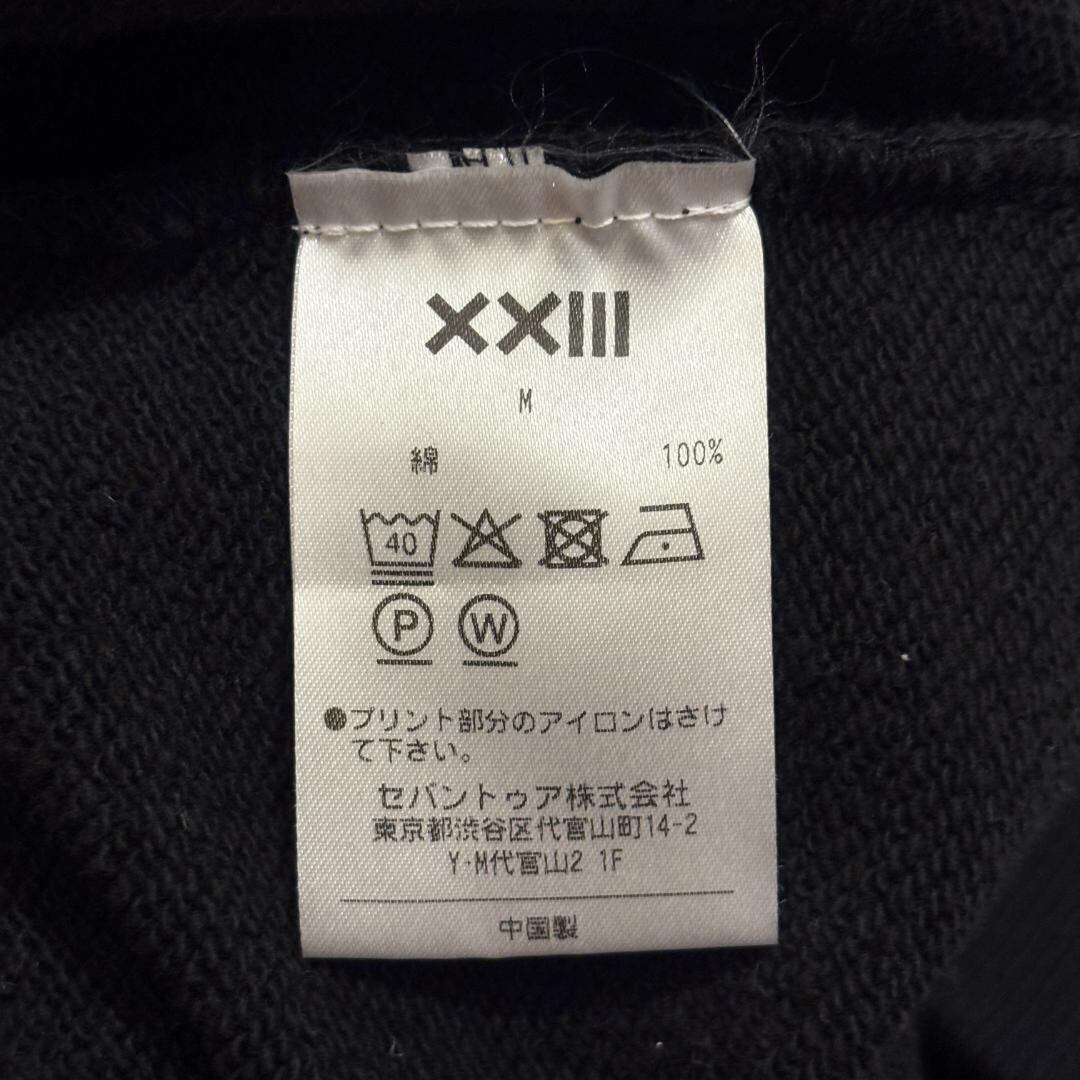 XXIII
M
綿 100%
40
P W
●プリント部分のアイロンはさけ
て下さい。
セバントゥア株式会社
東京都渋谷区代官山町14-2
Y·M代官山2 1F
中国製